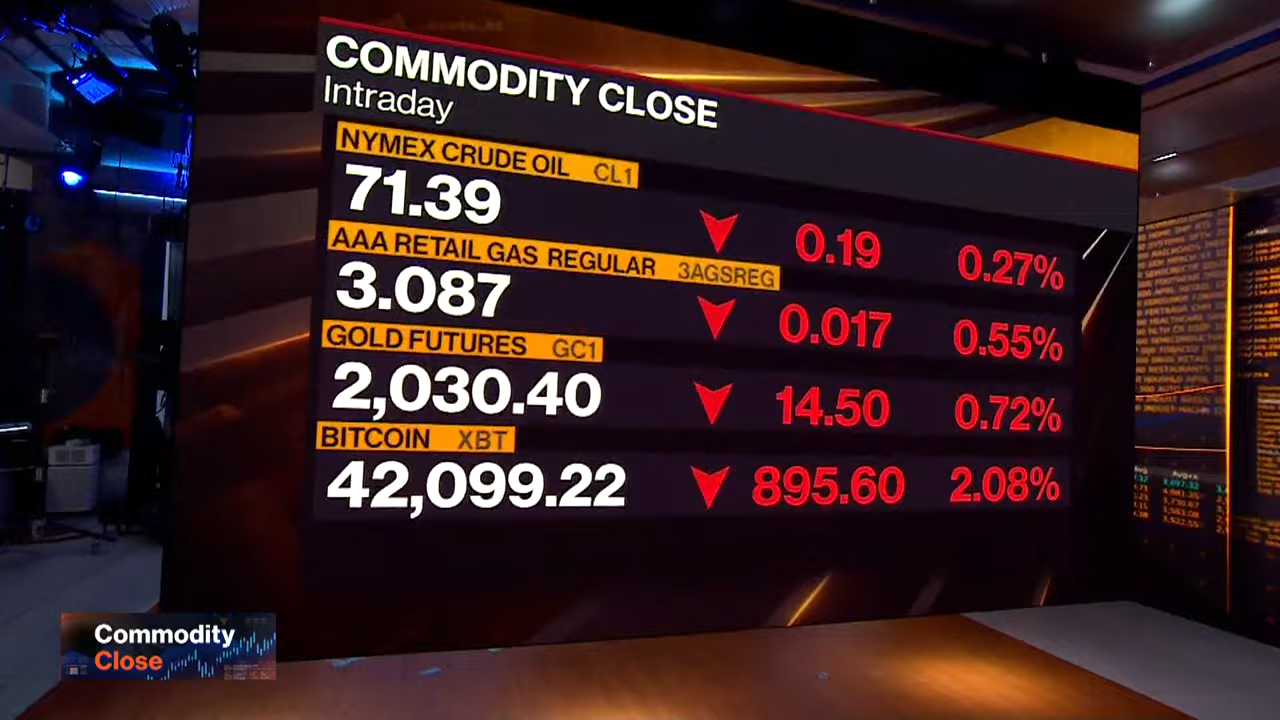 COMMODITY CLOSE
Intraday
NYMEX CRUDE OIL CL1
71.39 0.19 0.27%
AAA RETAIL GAS REGULAR 3AGSREG
3.087 0.017 0.55%
GOLD FUTURES GC1
2,030.40 14.50 0.72%
BITCOIN XBT
42,099.22 895.60 2.08%
Commodity
Close